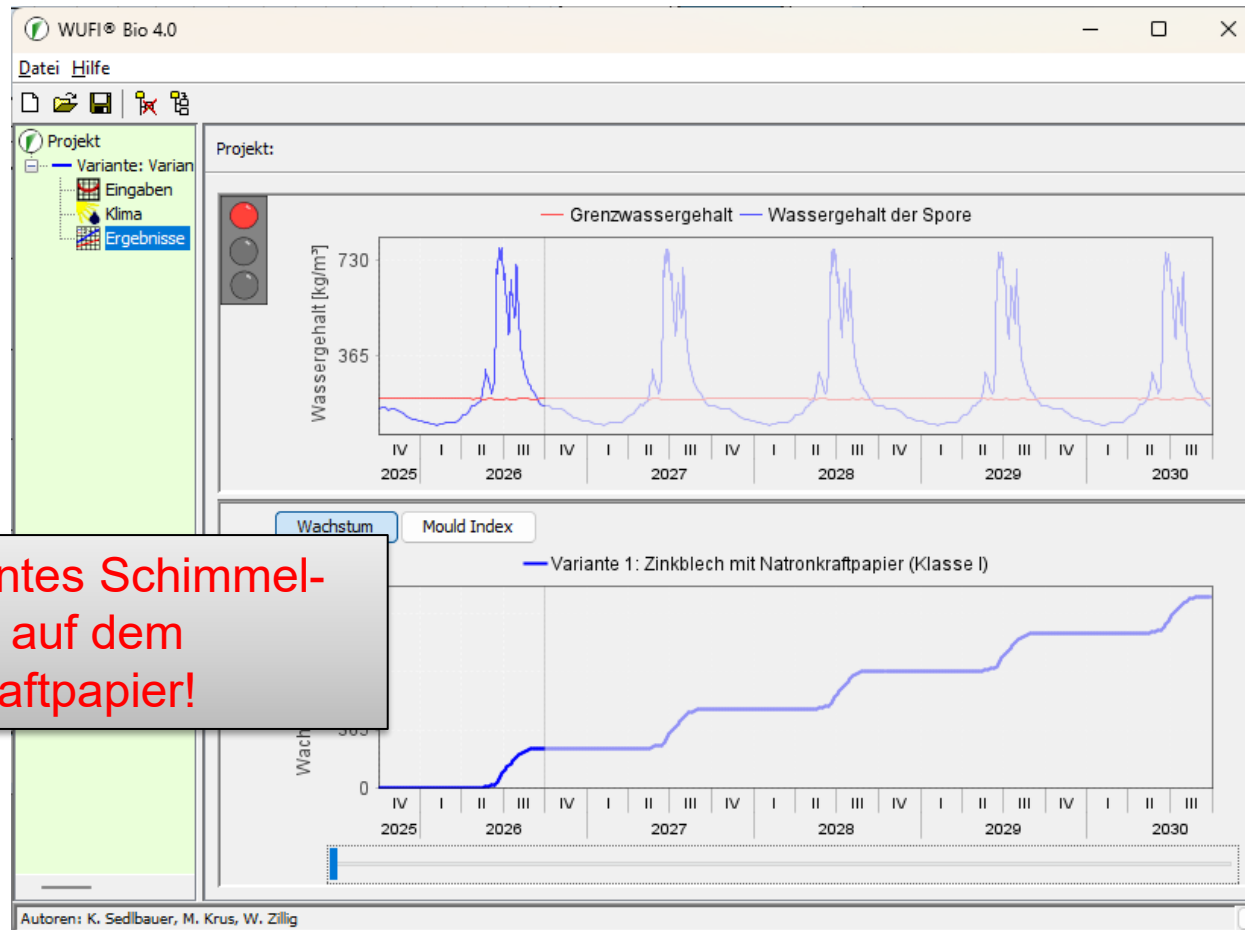 WUFI® Bio 4.0
Datei Hilfe
Projekt
Variante: Varian
Eingaben
Klima
Ergebnisse
Projekt:
Grenzwassergehalt Wassergehalt der Spore
Wassergehalt [kg/m³]
730
365
IV I II III IV I II III IV I II III IV I II III IV I II III
2025 2026 2027 2028 2029 2030
Wachstum Mould Index
Variante 1: Zinkblech mit Natronkraftpapier (Klasse I)
ntes Schimmel-
auf dem
aftpapier!
Wach
365
0
IV I II III IV I II III IV I II III IV I II III IV I II III
2025 2026 2027 2028 2029 2030
Autoren: K. Sedlbauer, M. Krus, W. Zillig